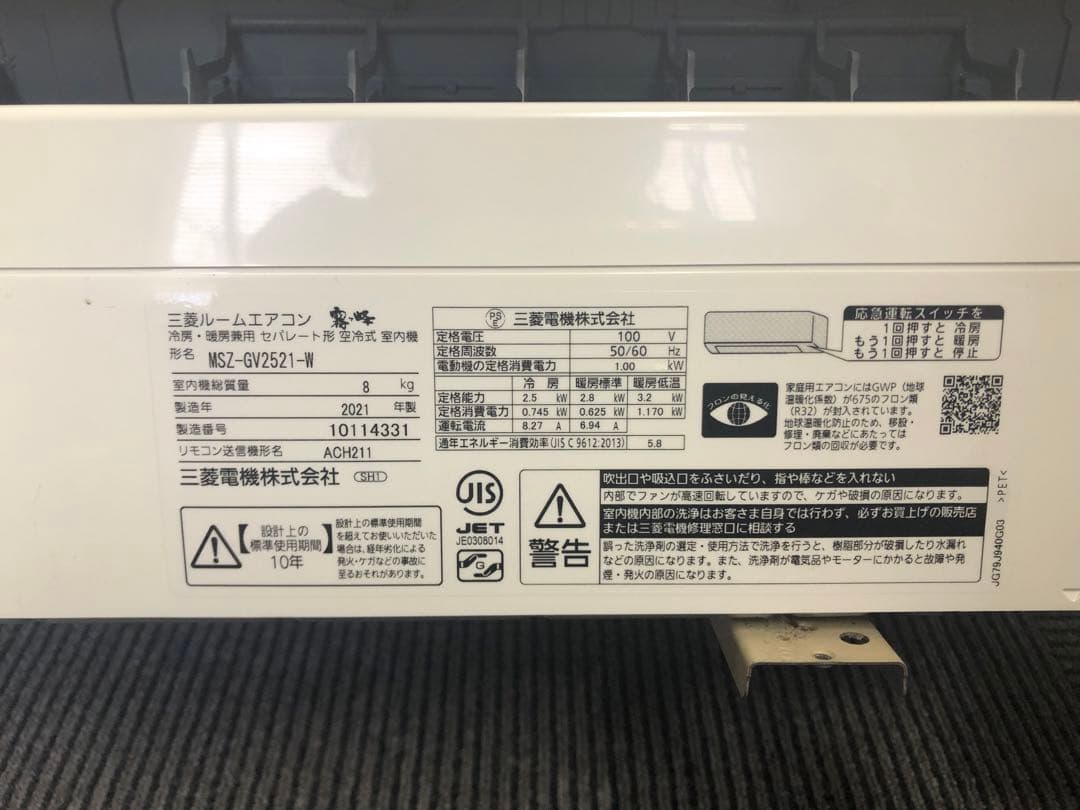 三菱ルームエアコン 霧ヶ峰
冷房・暖房兼用 セパレート形 空冷式 室内機
形名 MSZ-GV2521-W
室内機総質量 8 kg
製造年 2021 年製
製造番号 10114331
リモコン送信機形名 ACH211
三菱電機株式会社 SH1
設計上の
【標準使用期間】
10年
設計上の標準使用期間
を超えてお使いいただいた
場合は、経年劣化による
発火・ケガなどの事故に
至るおそれがあります。
PS
E 三菱電機株式会社
定格電圧 100 V
定格周波数 50/60 Hz
電動機の定格消費電力 1.00 kW
冷房 暖房標準 暖房低温
定格能力 2.5 kW 2.8 kW 3.2 kW
定格消費電力 0.745 kW 0.625 kW 1.170 kW
運転電流 8.27 A 6.94 A
通年エネルギー消費効率(JIS C 9612:2013) 5.8
応急運転スイッチを
1回押すと 冷房
もう1回押すと 暖房
もう1回押すと 停止
フロンの見える化
家庭用エアコンにはGWP(地球
温暖化係数)が675のフロン類
(R32)が封入されています。
地球温暖化防止のため、移設・
修理・廃棄などにあたっては
フロン類の回収が必要です。
JIS
JET
JE0308014
G
警告
吹出口や吸込口をふさいだり、指や棒などを入れない
内部でファンが高速回転していますので、ケガや破損の原因になります。
室内機内部の洗浄はお客さま自身では行わず、必ずお買上げの販売店
または三菱電機修理窓口に相談する
誤った洗浄剤の選定・使用方法で洗浄を行うと、樹脂部分が破損したり水漏れ
などの原因になります。また、洗浄剤が電気品やモーターにかかると故障や発
煙・発火の原因になります。
JG79J940G03 >PET<